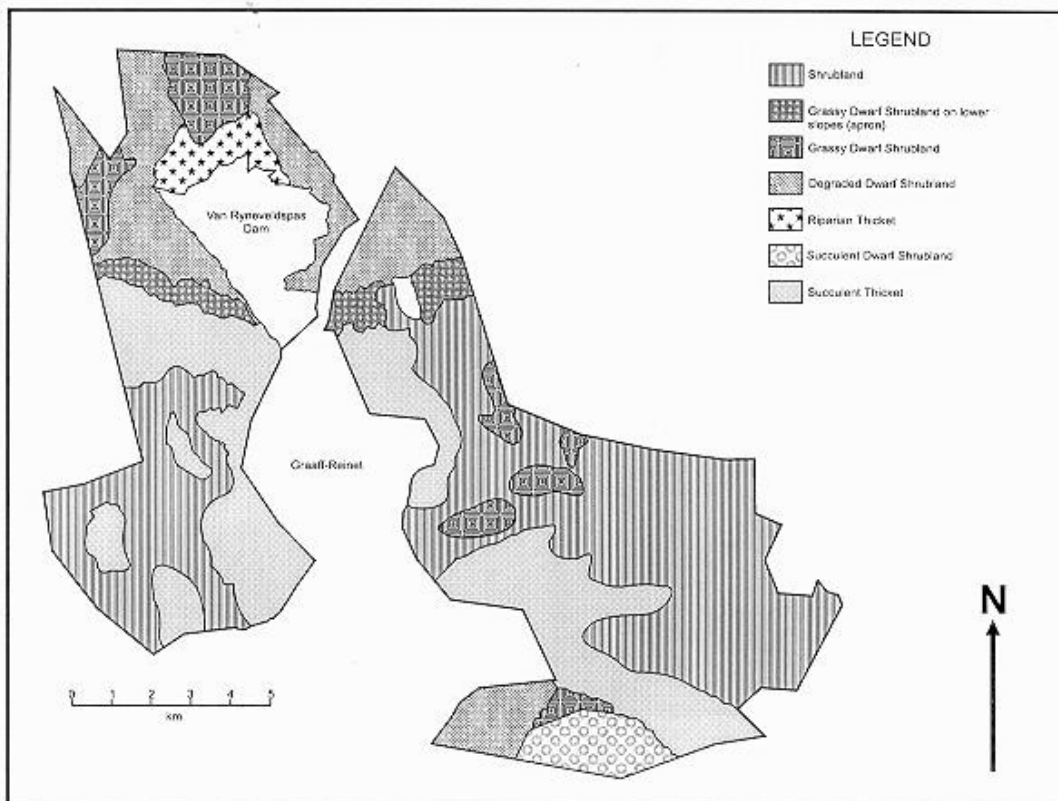 LEGEND
Shrubland
Grassy Dwarf Shrubland on lower
slopes (apron)
Grassy Dwarf Shrubland
Degraded Dwarf Shrubland
Riparian Thicket
Succulent Dwarf Shrubland
Succulent Thicket
Van Ryneveldspas
Dam
Graaff-Reinet
N
0 1 2 3 4 5
km